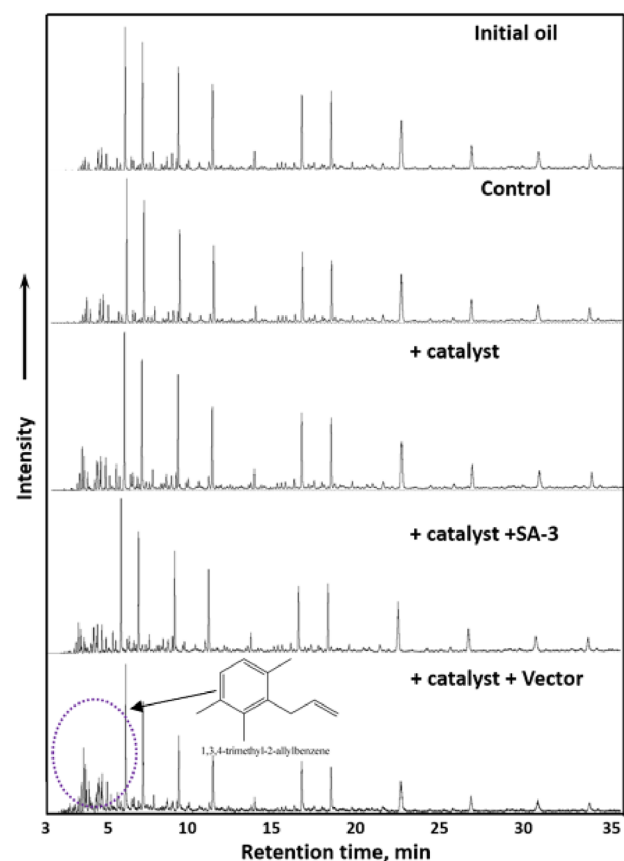 Initial oil
Control
+ catalyst
+ catalyst +SA-3
+ catalyst + Vector
1,3,4-trimethyl-2-allylbenzene
Intensity
3 5 10 15 20 25 30 35
Retention time, min